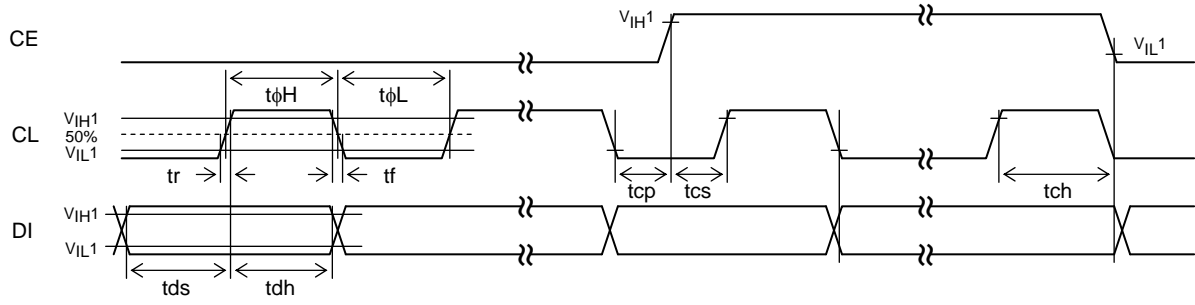 CE
VIH1
VIL1
tϕH
tϕL
CL
VIH1
50%
VIL1
tr
tf
tcp
tcs
tch
DI
VIH1
VIL1
tds
tdh